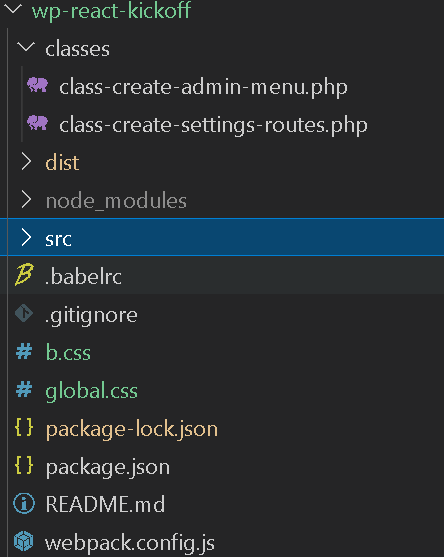 wp-react-kickoff
classes
class-create-admin-menu.php
class-create-settings-routes.php
dist
node_modules
src
.babelrc
.gitignore
b.css
global.css
package-lock.json
package.json
README.md
webpack.config.js